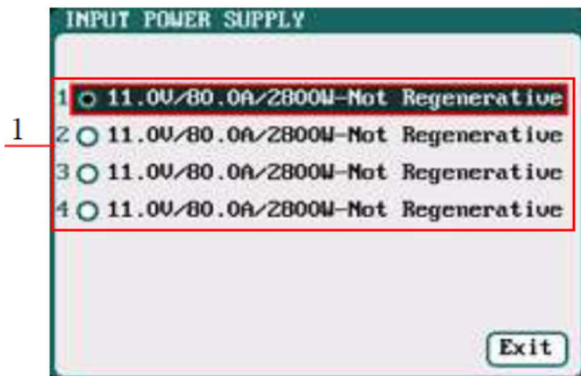 INPUT POWER SUPPLY
1 11.0V/80.0A/2800W-Not Regenerative
1
2 11.0V/80.0A/2800W-Not Regenerative
3 11.0V/80.0A/2800W-Not Regenerative
4 11.0V/80.0A/2800W-Not Regenerative
Exit